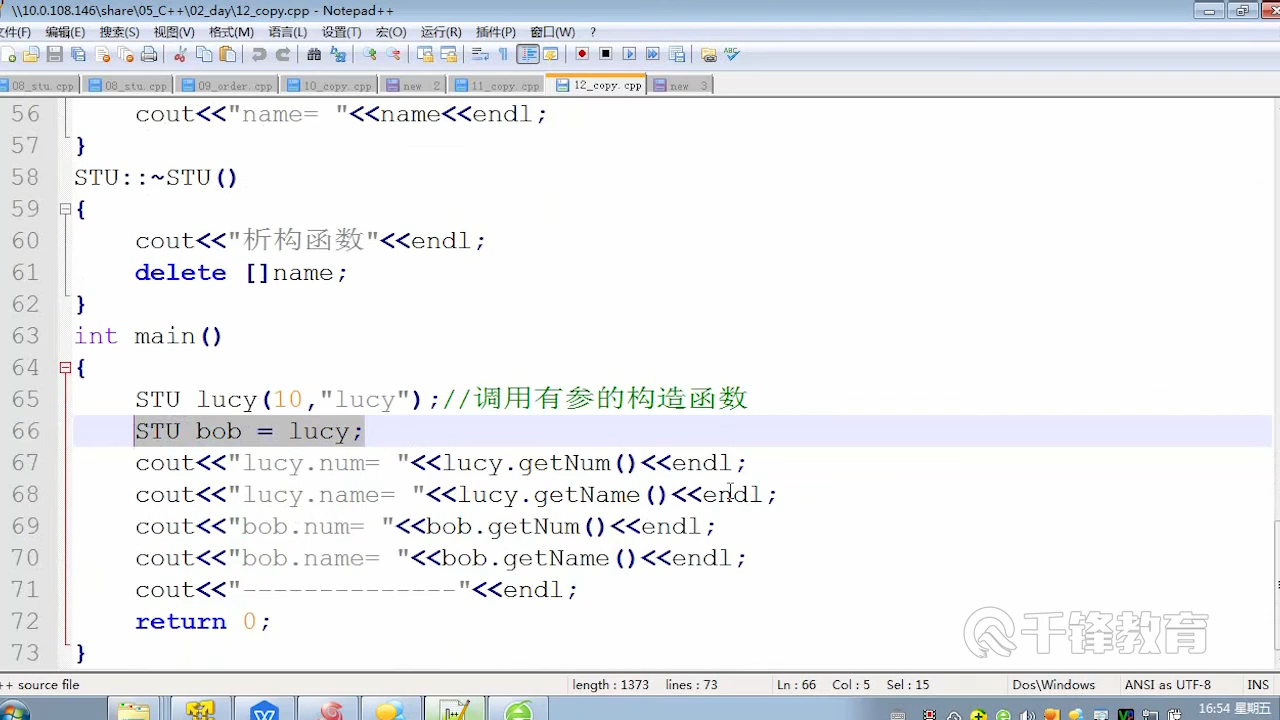 \\10.0.108.146\share\05_C++\02_day\12_copy.cpp - Notepad++
文件(F) 编辑(E) 搜索(S) 视图(V) 格式(M) 语言(L) 设置(T) 宏(O) 运行(R) 插件(P) 窗口(W) ?
08_stu.cpp 08_stu.cpp 09_order.cpp 10_copy.cpp new 2 11_copy.cpp 12_copy.cpp new 3
56 cout<<"name= "<<name<<endl;
57 }
58 STU::~STU()
59 {
60 cout<<"析构函数"<<endl;
61 delete []name;
62 }
63 int main()
64 {
65 STU lucy(10,"lucy");//调用有参的构造函数
66 STU bob = lucy;
67 cout<<"lucy.num= "<<lucy.getNum()<<endl;
68 cout<<"lucy.name= "<<lucy.getName()<<endl;
69 cout<<"bob.num= "<<bob.getNum()<<endl;
70 cout<<"bob.name= "<<bob.getName()<<endl;
71 cout<<"--------------"<<endl;
72 return 0;
73 }
千锋教育
++ source file length : 1373 lines : 73 Ln : 66 Col : 5 Sel : 15 Dos\Windows ANSI as UTF-8 INS
16:54 星期五